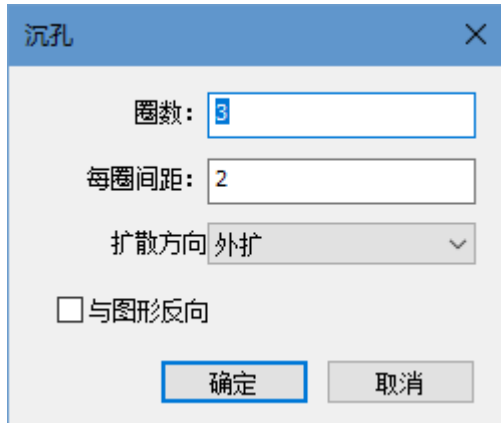 沉孔
圈数：3
每圈间距：2
扩散方向 外扩
与图形反向
确定 取消